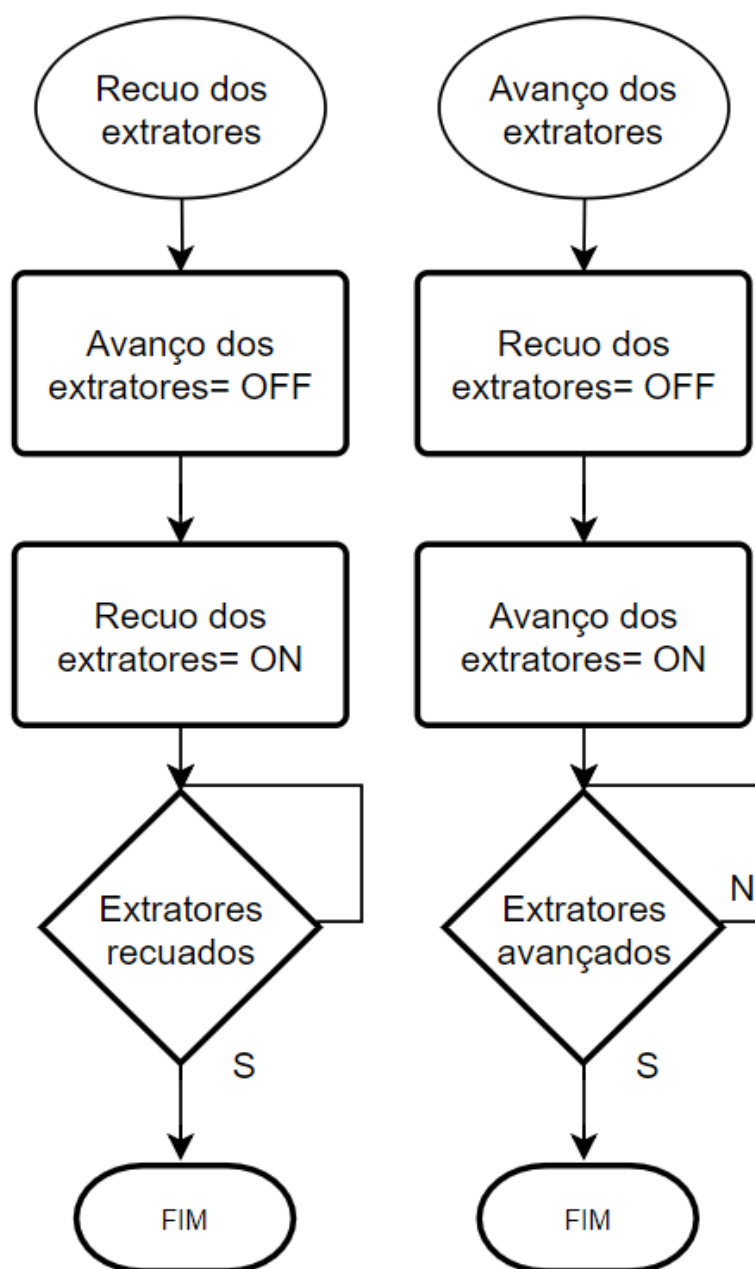 Recuo dos
extratores
Avanço dos
extratores= OFF
Recuo dos
extratores= ON
Extratores
recuados
S
FIM
Avanço dos
extratores
Recuo dos
extratores= OFF
Avanço dos
extratores= ON
Extratores
avançados
N
S
FIM